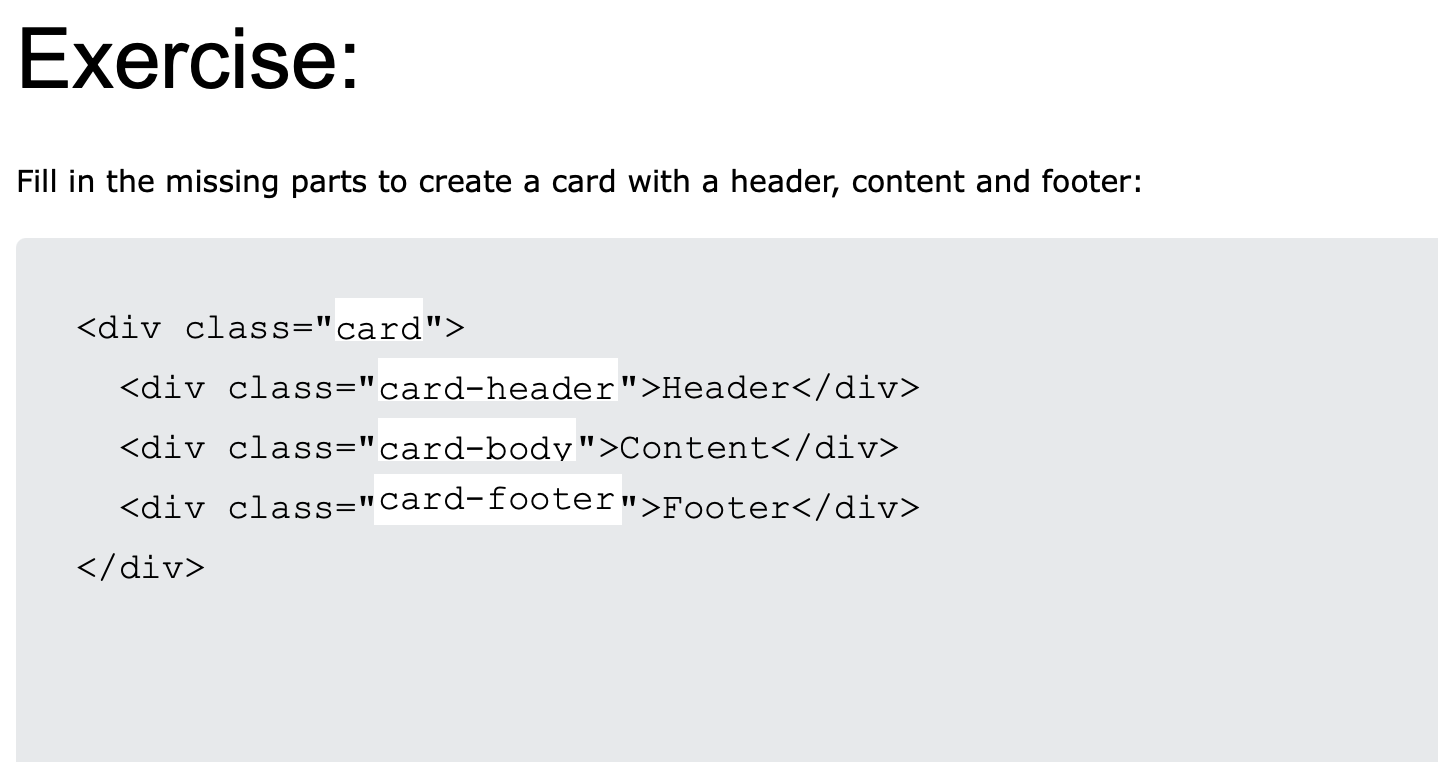 Exercise:
Fill in the missing parts to create a card with a header, content and footer:
<div class="card">
<div class="card-header">Header</div>
<div class="card-body">Content</div>
<div class="card-footer">Footer</div>
</div>